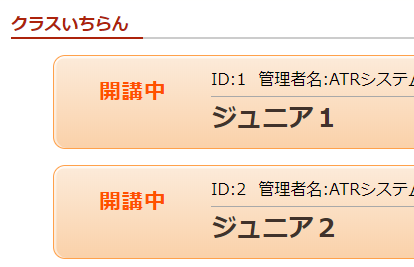 クラスいちらん
開講中
ID:1 管理者名:ATRシステム
ジュニア１
開講中
ID:2 管理者名:ATRシステム
ジュニア２